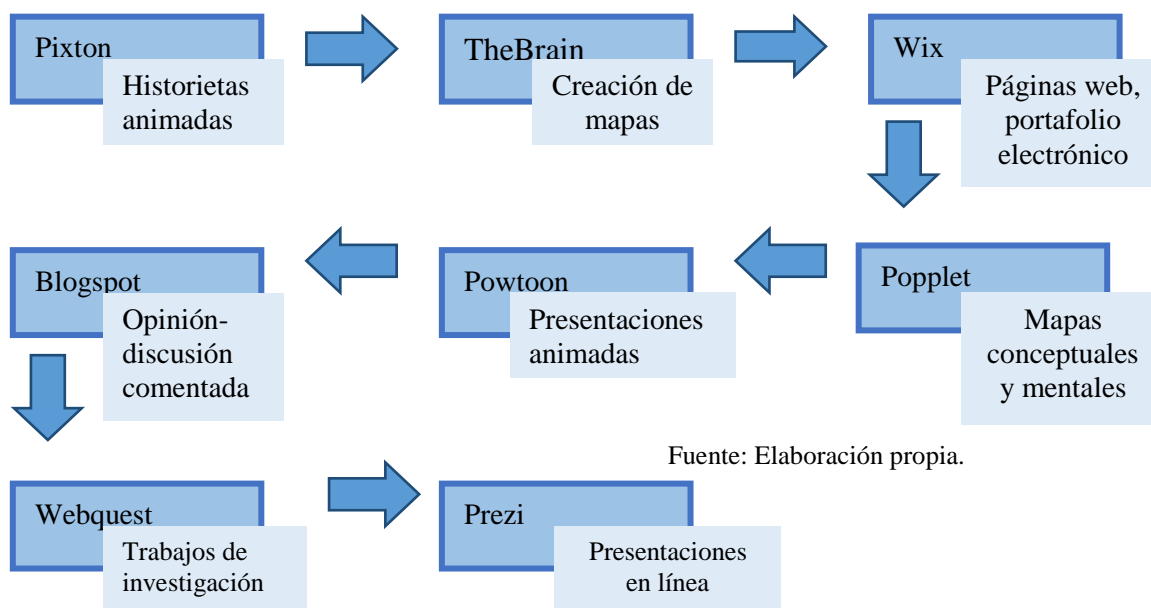 Pixton
Historietas
animadas
TheBrain
Creación de
mapas
Wix
Páginas web,
portafolio
electrónico
Popplet
Mapas
conceptuales
y mentales
Powtoon
Presentaciones
animadas
Blogspot
Opinión-
discusión
comentada
Webquest
Trabajos de
investigación
Prezi
Presentaciones
en línea
Fuente: Elaboración propia.